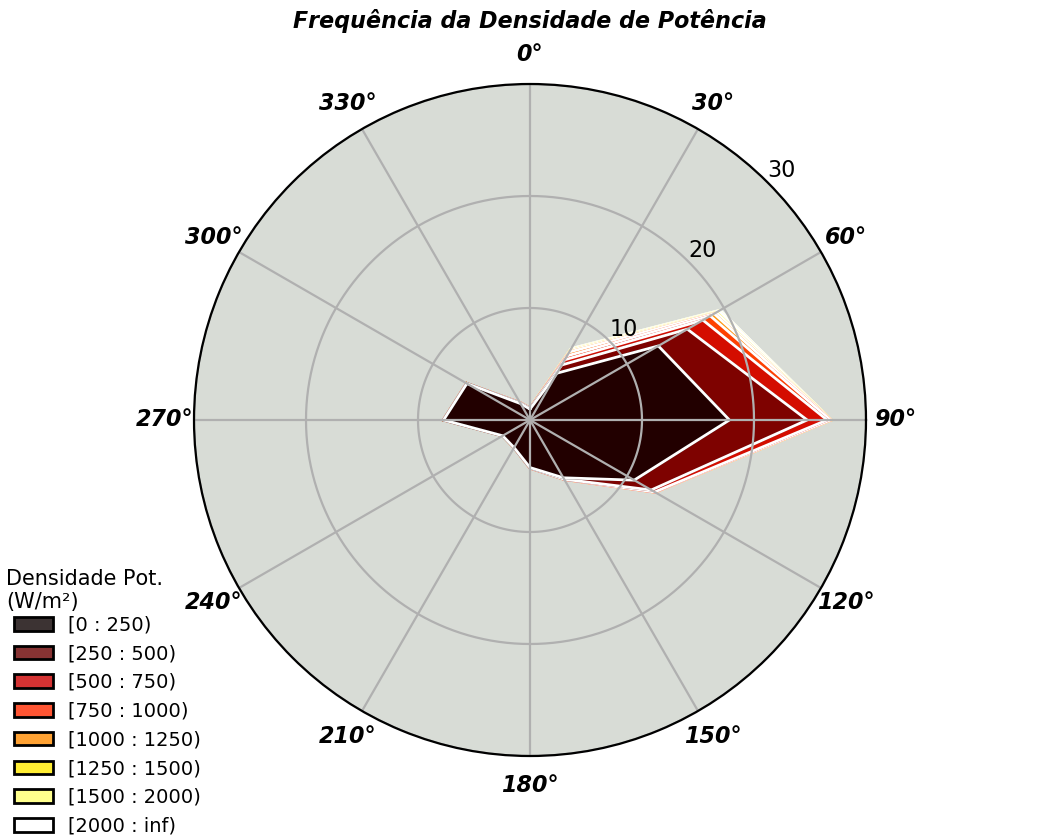 Frequência da Densidade de Potência
0°
330°
30°
30
300°
60°
20
10
270°
90°
240°
120°
210°
150°
180°
Densidade Pot.
(W/m²)
[0 : 250)
[250 : 500)
[500 : 750)
[750 : 1000)
[1000 : 1250)
[1250 : 1500)
[1500 : 2000)
[2000 : inf)